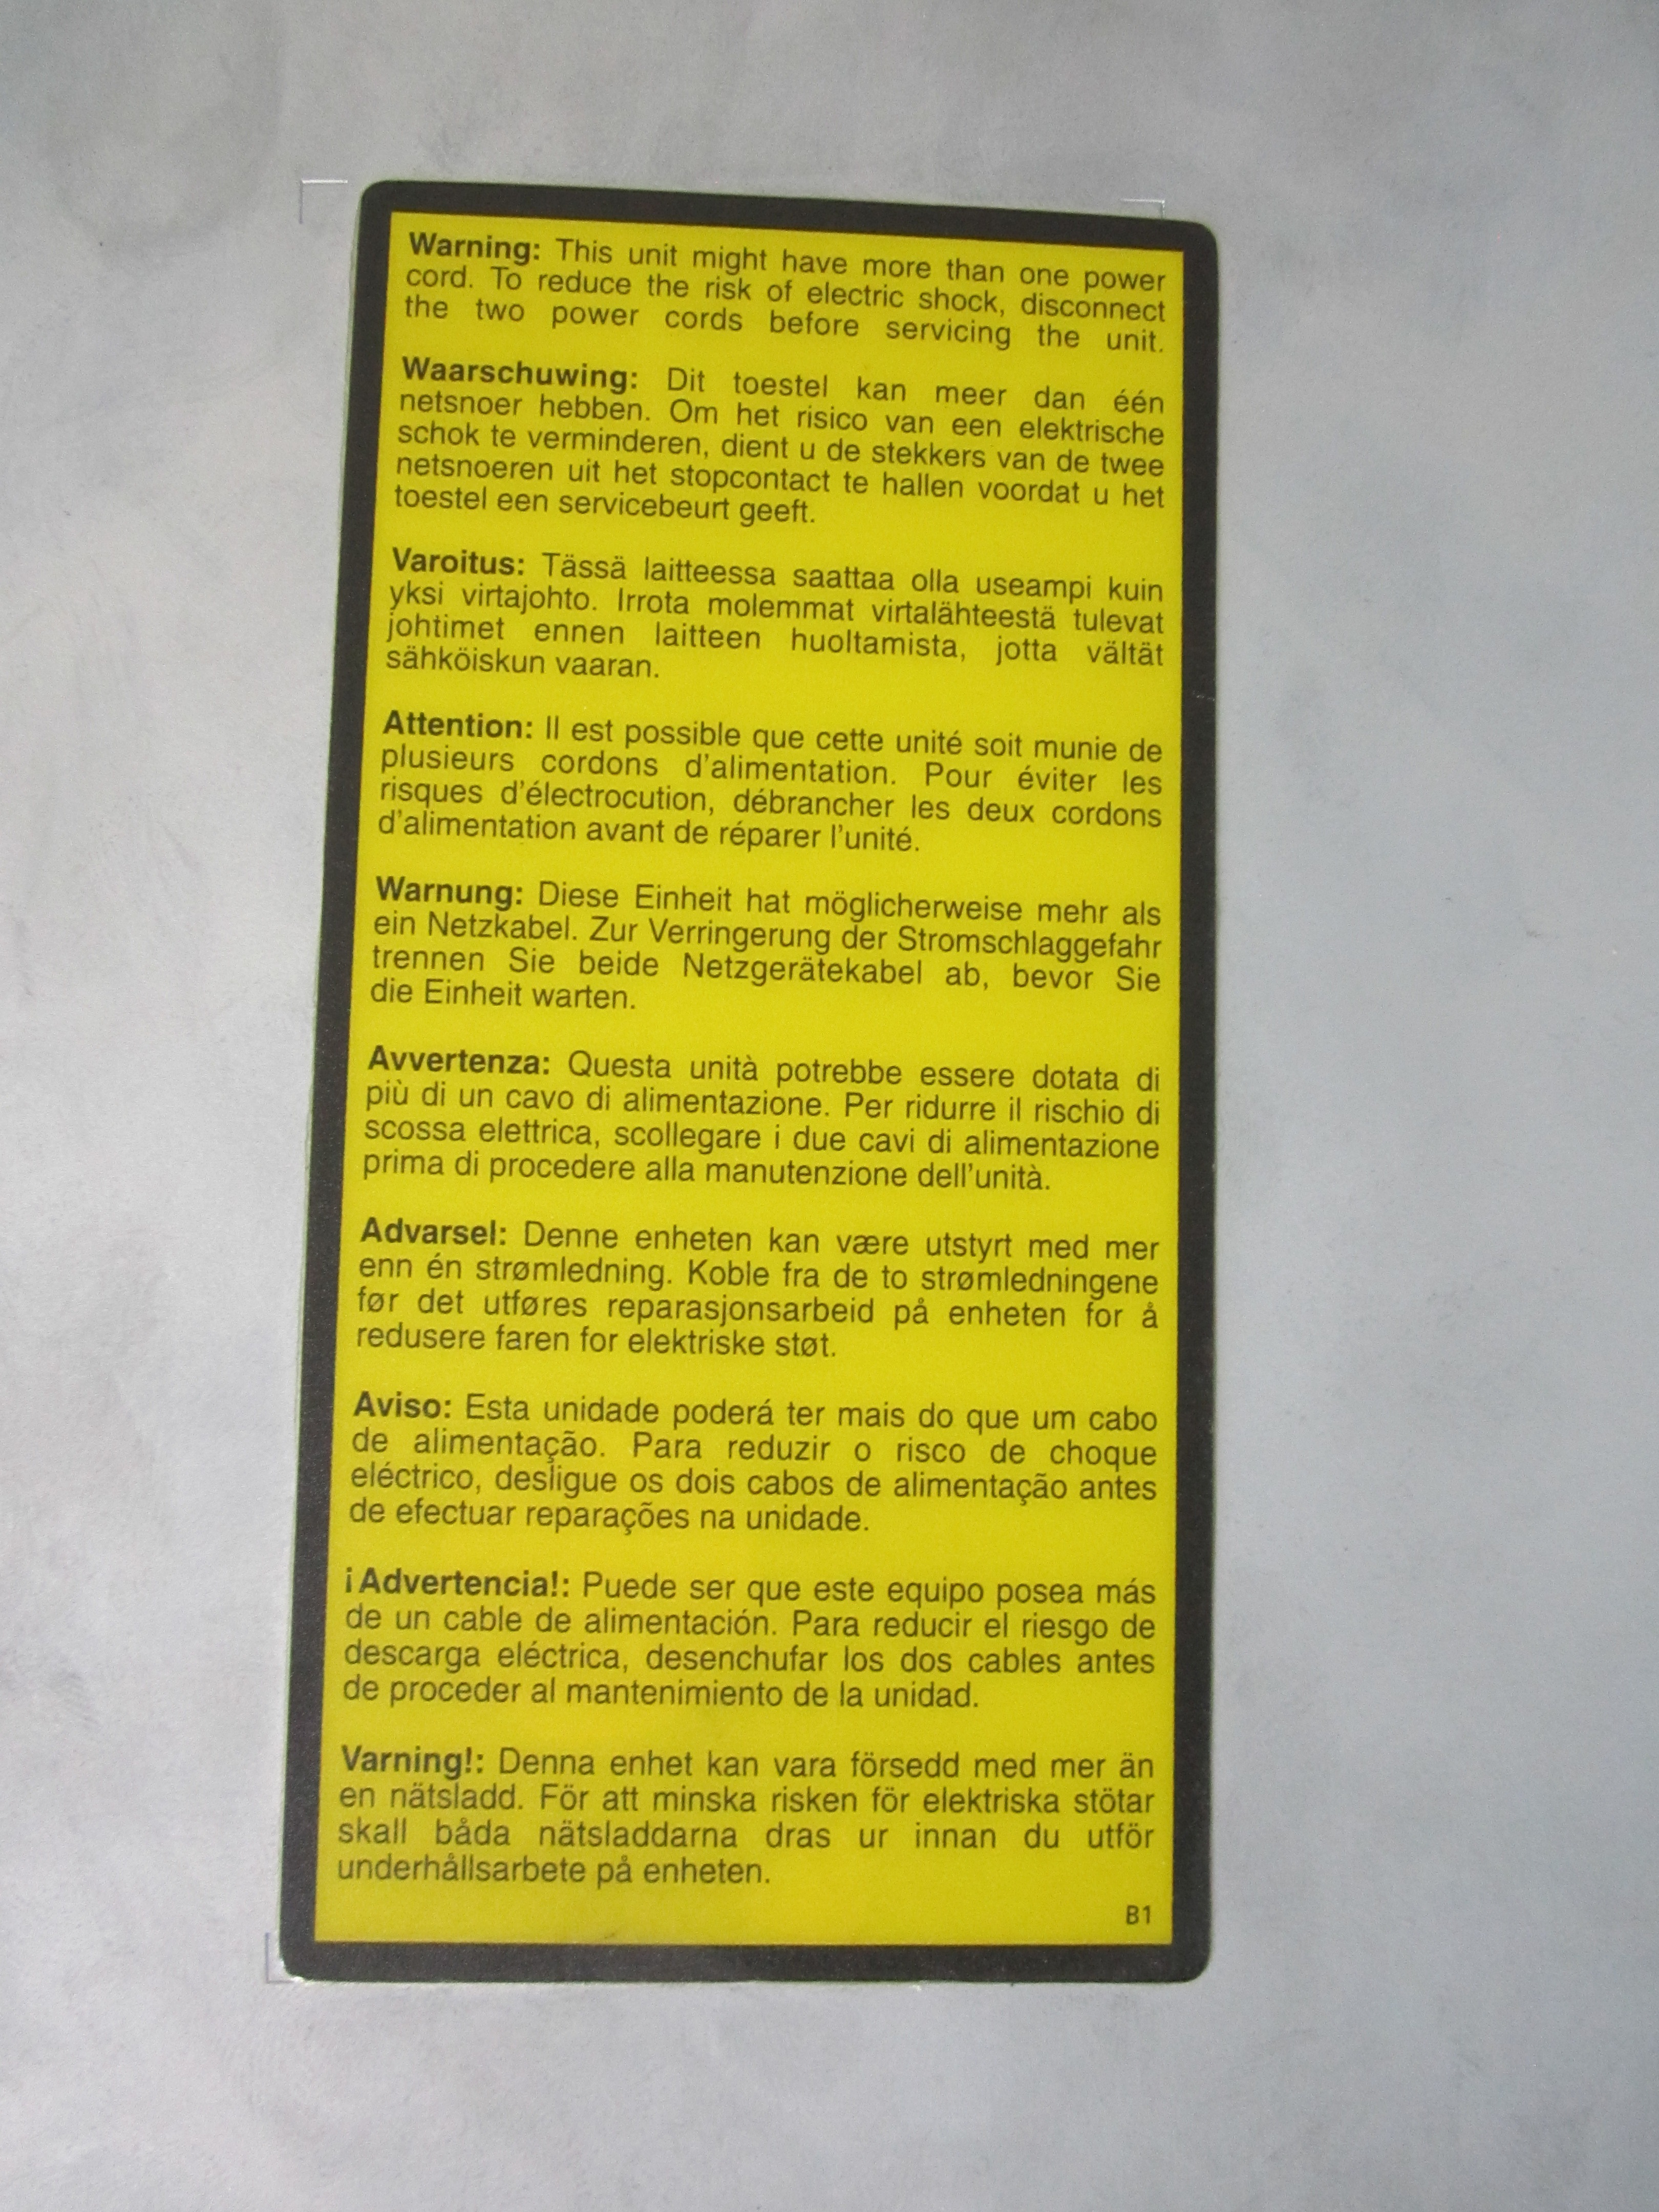 Warning: This unit might have more than one power
cord. To reduce the risk of electric shock, disconnect
the two power cords before servicing the unit.
Waarschuwing: Dit toestel kan meer dan één
netsnoer hebben. Om het risico van een elektrische
schok te verminderen, dient u de stekkers van de twee
netsnoeren uit het stopcontact te hallen voordat u het
toestel een servicebeurt geeft.
Varoitus: Tässä laitteessa saattaa olla useampi kuin
yksi virtajohto. Irrota molemmat virtalähteestä tulevat
johtimet ennen laitteen huoltamista, jotta vältät
sähköiskun vaaran.
Attention: Il est possible que cette unité soit munie de
plusieurs cordons d'alimentation. Pour éviter les
risques d'électrocution, débrancher les deux cordons
d'alimentation avant de réparer l'unité.
Warnung: Diese Einheit hat möglicherweise mehr als
ein Netzkabel. Zur Verringerung der Stromschlaggefahr
trennen Sie beide Netzgerätekabel ab, bevor Sie
die Einheit warten.
Avvertenza: Questa unità potrebbe essere dotata di
più di un cavo di alimentazione. Per ridurre il rischio di
scossa elettrica, scollegare i due cavi di alimentazione
prima di procedere alla manutenzione dell'unità.
Advarsel: Denne enheten kan være utstyrt med mer
enn én strømledning. Koble fra de to strømledningene
før det utføres reparasjonsarbeid på enheten for å
redusere faren for elektriske støt.
Aviso: Esta unidade poderá ter mais do que um cabo
de alimentação. Para reduzir o risco de choque
eléctrico, desligue os dois cabos de alimentação antes
de efectuar reparações na unidade.
¡Advertencia!: Puede ser que este equipo posea más
de un cable de alimentación. Para reducir el riesgo de
descarga eléctrica, desenchufar los dos cables antes
de proceder al mantenimiento de la unidad.
Varning!: Denna enhet kan vara försedd med mer än
en nätsladd. För att minska risken för elektriska stötar
skall båda nätsladdarna dras ur innan du utför
underhållsarbete på enheten.
B1